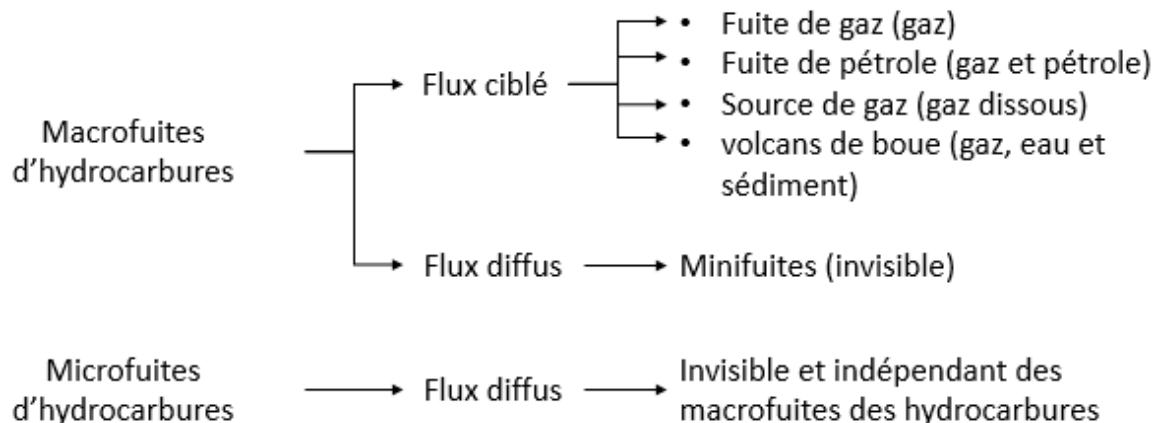 Macrofuites
d'hydrocarbures
Flux ciblé
• Fuite de gaz (gaz)
• Fuite de pétrole (gaz et pétrole)
• Source de gaz (gaz dissous)
• volcans de boue (gaz, eau et
sédiment)
Flux diffus
Minifuites (invisible)
Microfuites
d'hydrocarbures
Flux diffus
Invisible et indépendant des
macrofuites des hydrocarbures